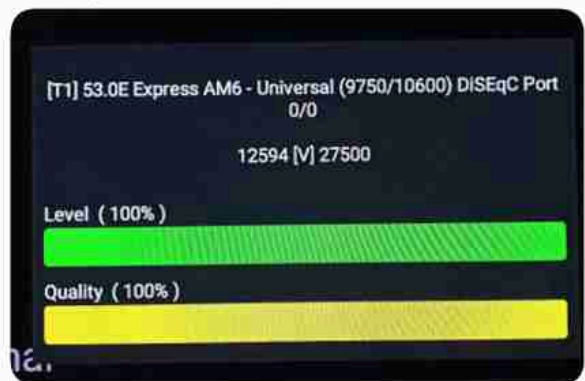 [T1] 53.0E Express AM6 - Universal (9750/10600) DiSEqC Port
0/0
12594 [V] 27500
Level ( 100% )
Quality ( 100% )